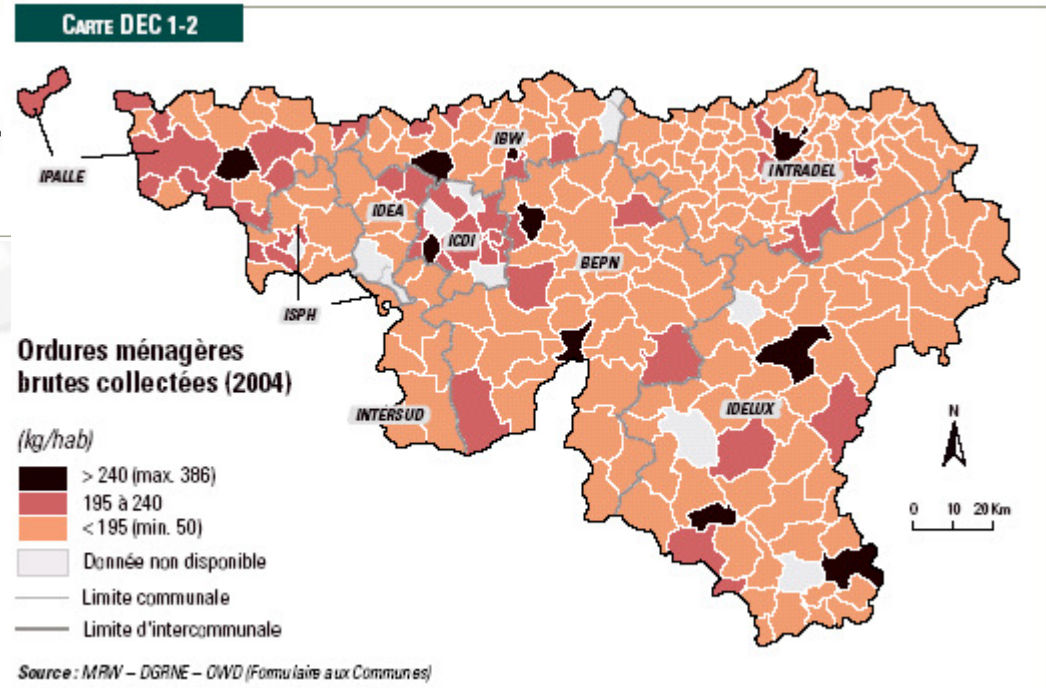 CARTE DEC 1-2
IPALLE
IBW
INTRADEL
IDEA
ICDI
BEPN
ISPH
Ordures ménagères
brutes collectées (2004)
INTERSUD
IDELUX
(kg/hab)
N
> 240 (max. 386)
195 à 240
< 195 (min. 50)
0 10 20 Km
Donnée non disponible
Limite communale
Limite d'intercommunale
Source : MRW – DGRNE – OWD (Formulaire aux Communes)